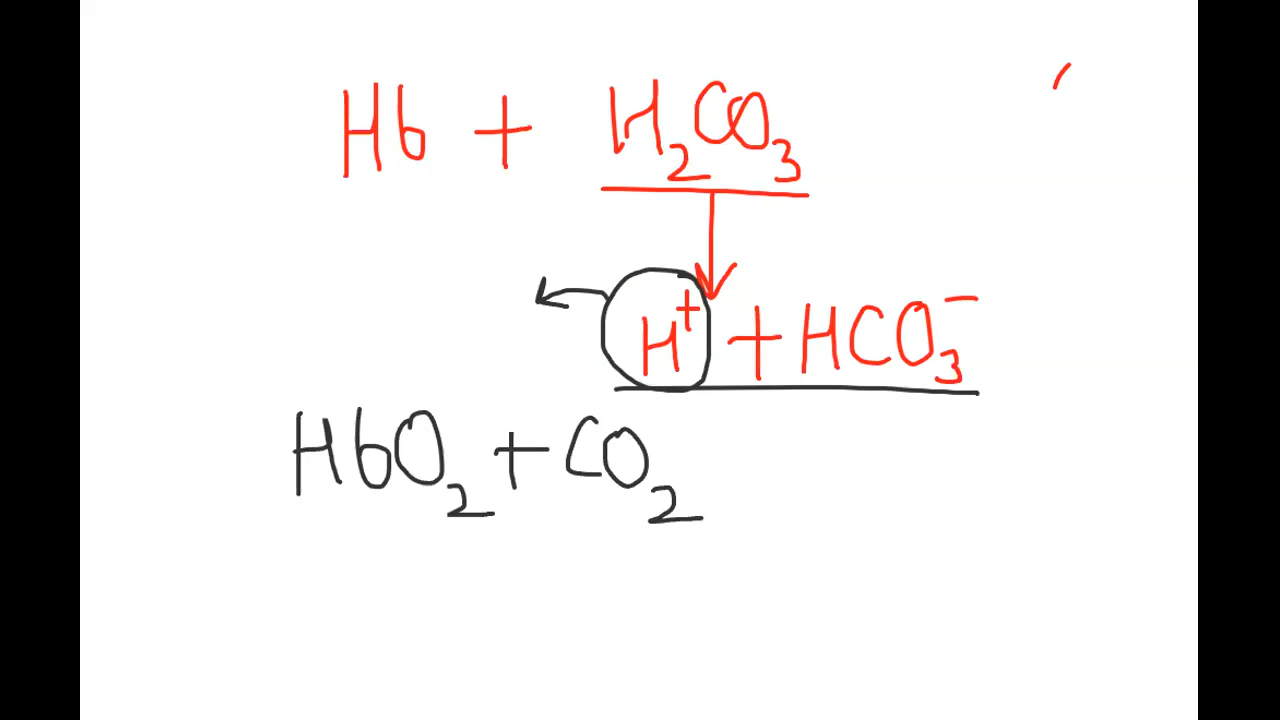 Hb + H₂CO₃
H⁺ + HCO₃⁻
HbO₂ + CO₂